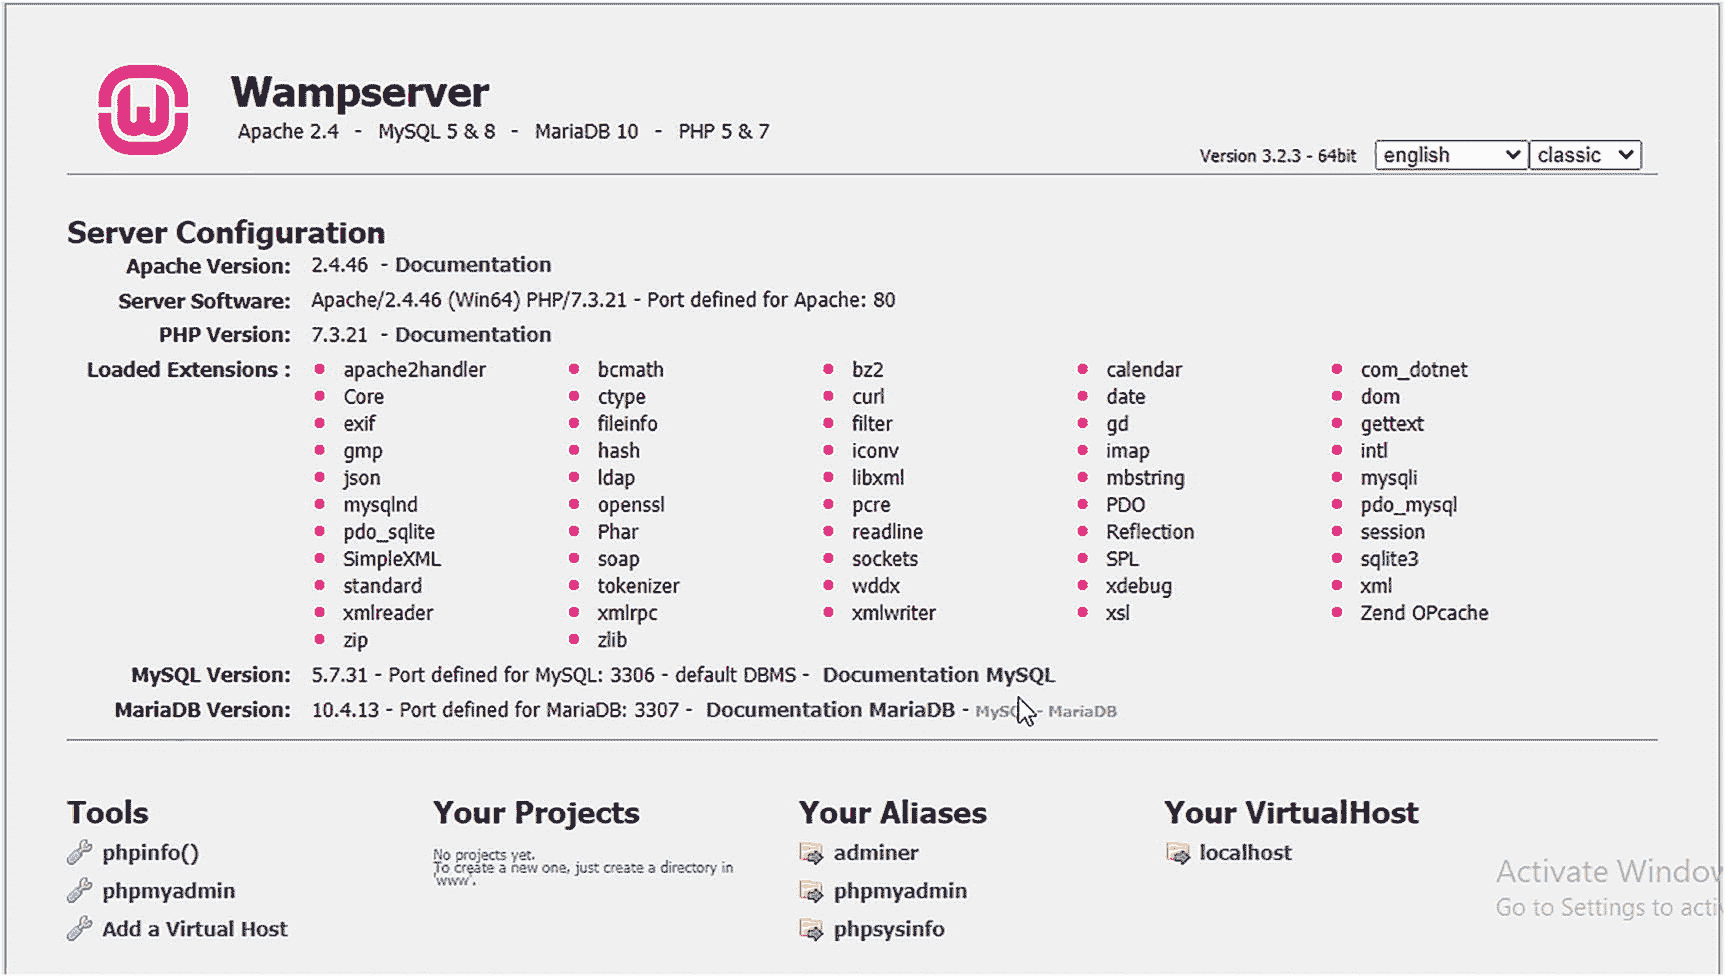 Wampserver
Apache 2.4 - MySQL 5 & 8 - MariaDB 10 - PHP 5 & 7
Version 3.2.3 - 64bit english classic
Server Configuration
Apache Version: 2.4.46 - Documentation
Server Software: Apache/2.4.46 (Win64) PHP/7.3.21 - Port defined for Apache: 80
PHP Version: 7.3.21 - Documentation
Loaded Extensions : apache2handler bcmath bz2 calendar com_dotnet
Core ctype curl date dom
exif fileinfo filter gd gettext
gmp hash iconv imap intl
json ldap libxml mbstring mysqli
mysqlnd openssl pcre PDO pdo_mysql
pdo_sqlite Phar readline Reflection session
SimpleXML soap sockets SPL sqlite3
standard tokenizer wddx xdebug xml
xmlreader xmlrpc xmlwriter xsl Zend OPcache
zip zlib
MySQL Version: 5.7.31 - Port defined for MySQL: 3306 - default DBMS - Documentation MySQL
MariaDB Version: 10.4.13 - Port defined for MariaDB: 3307 - Documentation MariaDB - MySQL - MariaDB
Tools
phpinfo()
phpmyadmin
Add a Virtual Host
Your Projects
No projects yet.
To create a new one, just create a directory in
'www'.
Your Aliases
adminer
phpmyadmin
phpsysinfo
Your VirtualHost
localhost
Activate Window
Go to Settings to acti